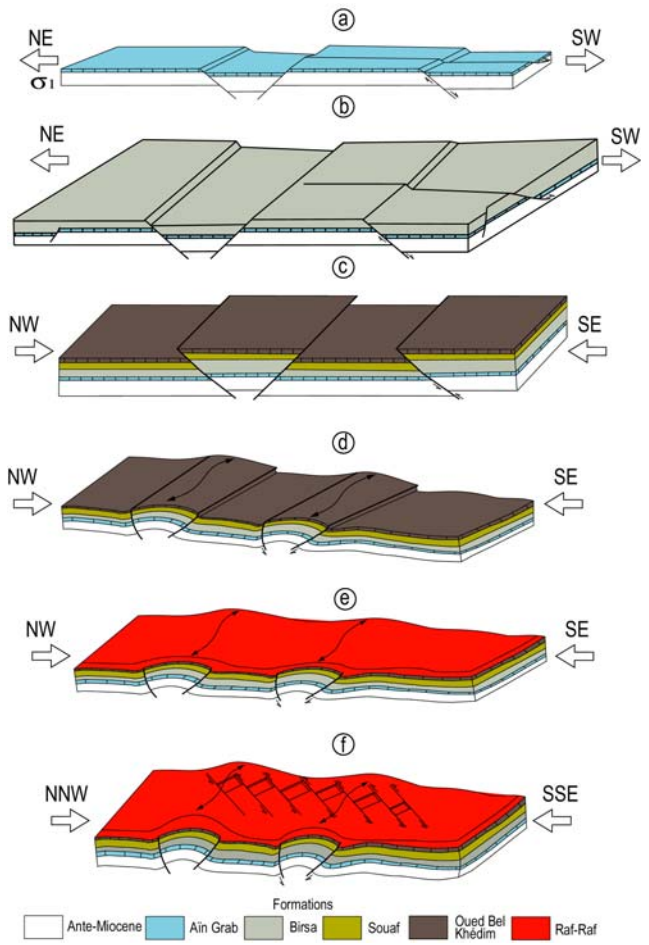 ⓐ
NE
SW
σ1
ⓑ
NE
SW
ⓒ
NW
SE
ⓓ
NW
SE
ⓔ
NW
SE
ⓕ
NNW
SSE
Formations
Ante-Miocene
Aïn Grab
Birsa
Souaf
Oued Bel
Khédim
Raf-Raf